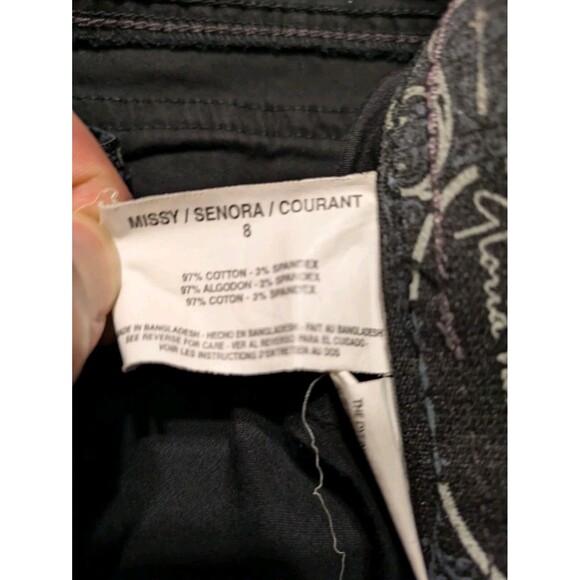 MISSY / SENORA / COURANT
8
97% COTTON - 3% SPANDEX
97% ALGODON - 3% SPANDEX
97% COTON - 3% SPANDEX
MADE IN BANGLADESH - HECHO EN BANGLADESH - FAIT AU BANGLADESH
SEE REVERSE FOR CARE - VER AL REVERSO PARA EL CUIDADO
VOIR LES INSTRUCTIONS D'ENTRETIEN AU DOS
THE
Gloria